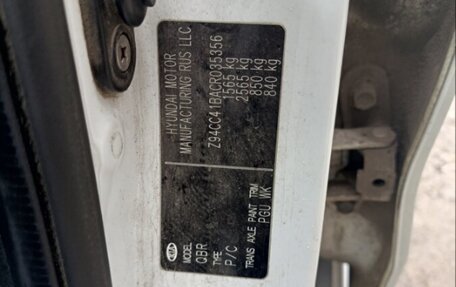 HYUNDAI MOTOR
MANUFACTURING RUS LLC
Z94CC41BACR035356
1565 kg
2565 kg
850 kg
840 kg
KIA
MODEL QBR
TYPE P/C
TRANS AXLE PAINT TRIM
PGU WK